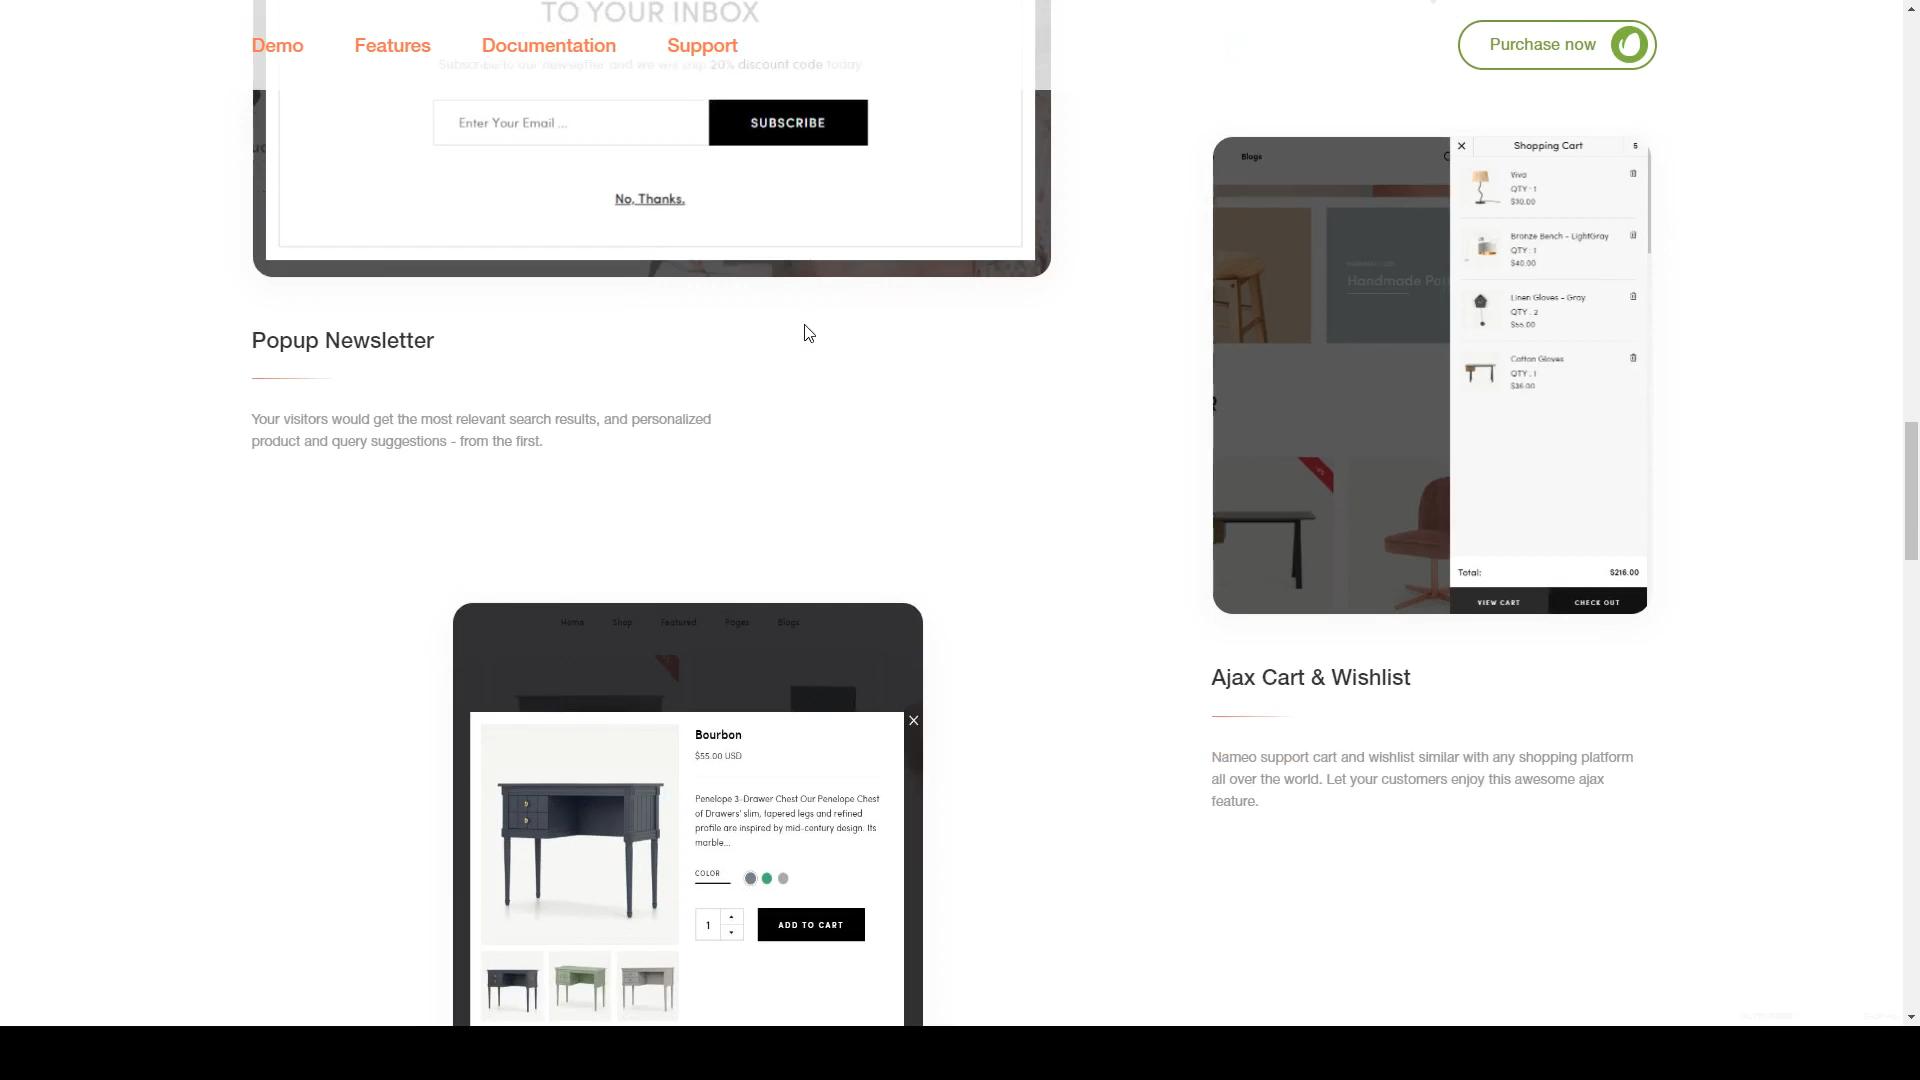 TO YOUR INBOX
Demo
Features
Documentation
Support
Purchase now
Subscribe to our newsletter and we will ship 20% discount code today
Enter Your Email ...
SUBSCRIBE
No, Thanks.
Popup Newsletter
Your visitors would get the most relevant search results, and personalized
product and query suggestions - from the first.
Blogs
Handmade
Shopping Cart
5
Viva
QTY : 1
$30.00
Bronze Bench - LightGray
QTY : 1
$40.00
Linen Gloves - Gray
QTY : 2
$55.00
Cotton Gloves
QTY : 1
$36.00
Total:
$216.00
VIEW CART
CHECK OUT
Ajax Cart & Wishlist
Nameo support cart and wishlist similar with any shopping platform
all over the world. Let your customers enjoy this awesome ajax
feature.
Home
Shop
Featured
Pages
Blogs
Bourbon
$55.00 USD
Penelope 3-Drawer Chest Our Penelope Chest
of Drawers' slim, tapered legs and refined
profile are inspired by mid-century design. Its
marble...
COLOR
1
ADD TO CART